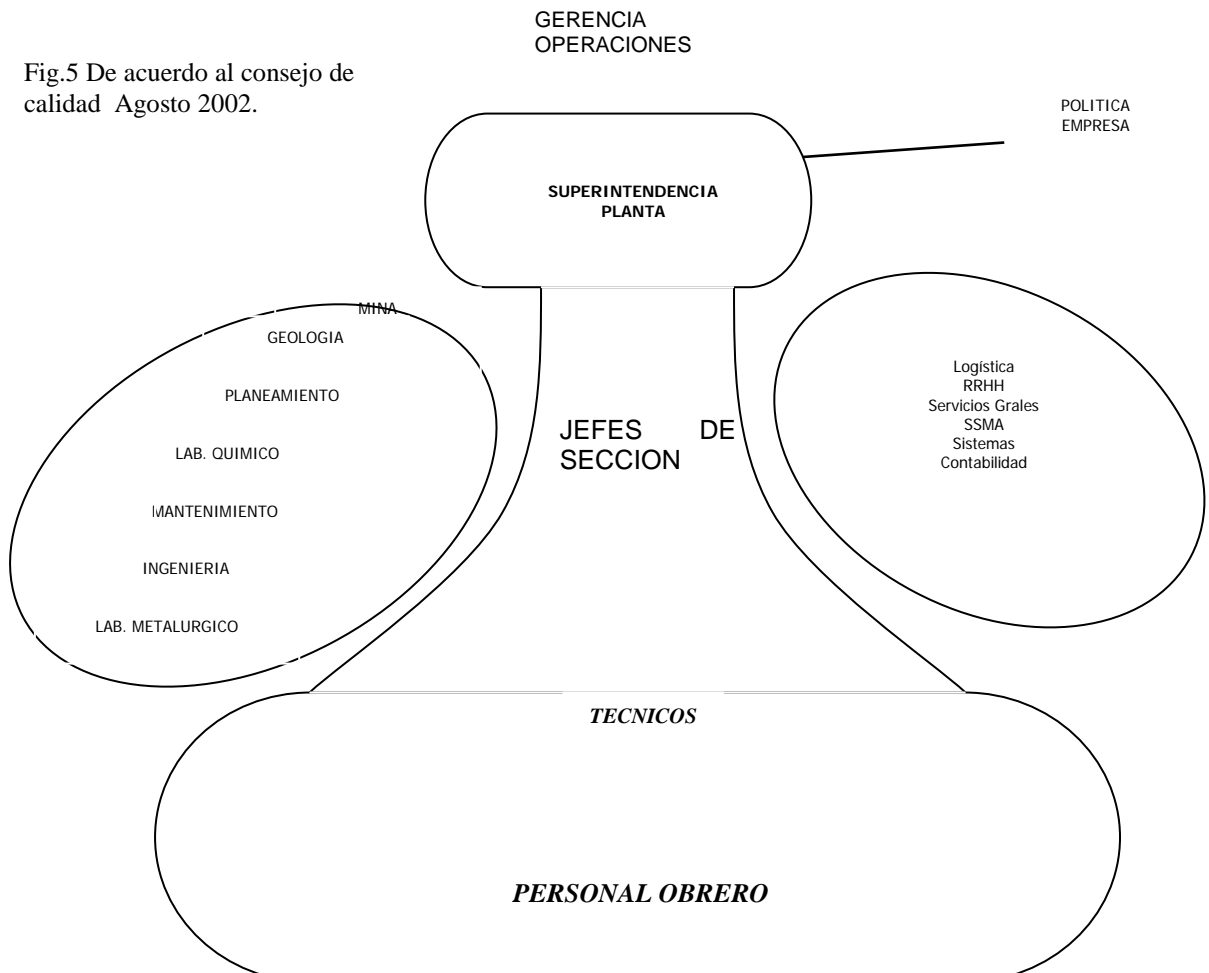 GERENCIA
OPERACIONES
Fig.5 De acuerdo al consejo de
calidad Agosto 2002.
POLITICA
EMPRESA
SUPERINTENDENCIA
PLANTA
MINA
GEOLOGIA
PLANEAMIENTO
LAB. QUIMICO
MANTENIMIENTO
INGENIERIA
LAB. METALURGICO
JEFES DE
SECCION
Logística
RRHH
Servicios Grales
SSMA
Sistemas
Contabilidad
TECNICOS
PERSONAL OBRERO